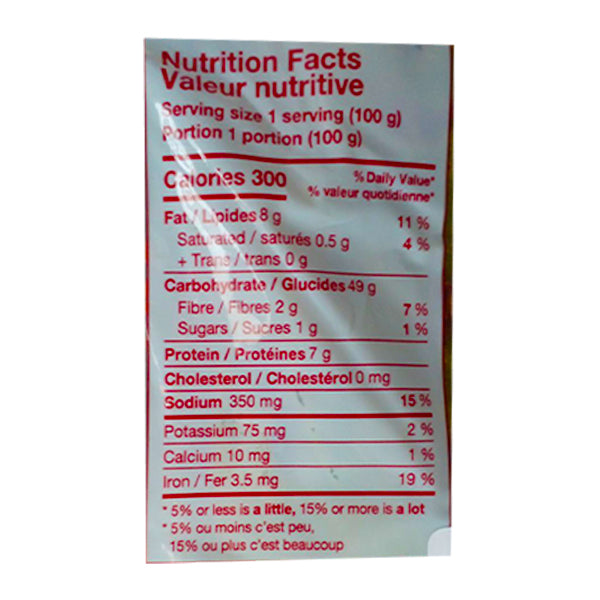 Nutrition Facts
Valeur nutritive
Serving size 1 serving (100 g)
Portion 1 portion (100 g)
Calories 300
% Daily Value*
% valeur quotidienne*
Fat / Lipides 8 g 11 %
Saturated / saturés 0.5 g 4 %
+ Trans / trans 0 g
Carbohydrate / Glucides 49 g
Fibre / Fibres 2 g 7 %
Sugars / Sucres 1 g 1 %
Protein / Protéines 7 g
Cholesterol / Cholestérol 0 mg
Sodium 350 mg 15 %
Potassium 75 mg 2 %
Calcium 10 mg 1 %
Iron / Fer 3.5 mg 19 %
* 5% or less is a little, 15% or more is a lot
* 5% ou moins c'est peu,
15% ou plus c'est beaucoup